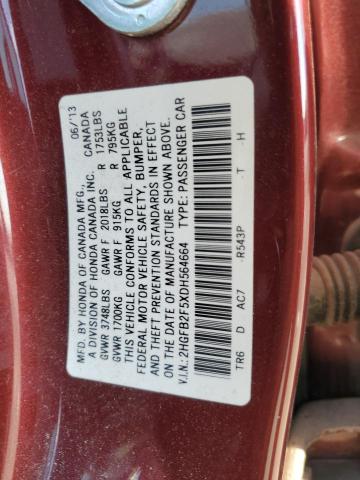 MFD. BY HONDA OF CANADA MFG., 06/13
A DIVISION OF HONDA CANADA INC. CANADA
GVWR 3748LBS GAWR F 2018LBS R 1753LBS
GVWR 1700KG GAWR F 915KG R 795KG
THIS VEHICLE CONFORMS TO ALL APPLICABLE
FEDERAL MOTOR VEHICLE SAFETY, BUMPER,
AND THEFT PREVENTION STANDARDS IN EFFECT
ON THE DATE OF MANUFACTURE SHOWN ABOVE.
V.I.N.: 2HGFB2F5XDH564664 TYPE: PASSENGER CAR
TR6 D AC7 -R543P -T -H